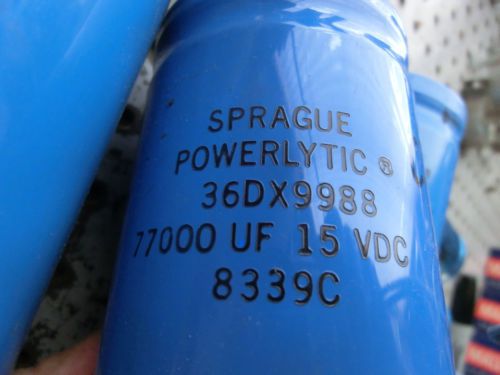 SPRAGUE
POWERLYTIC ®
36DX9988
77000 UF 15 VDC
8339C